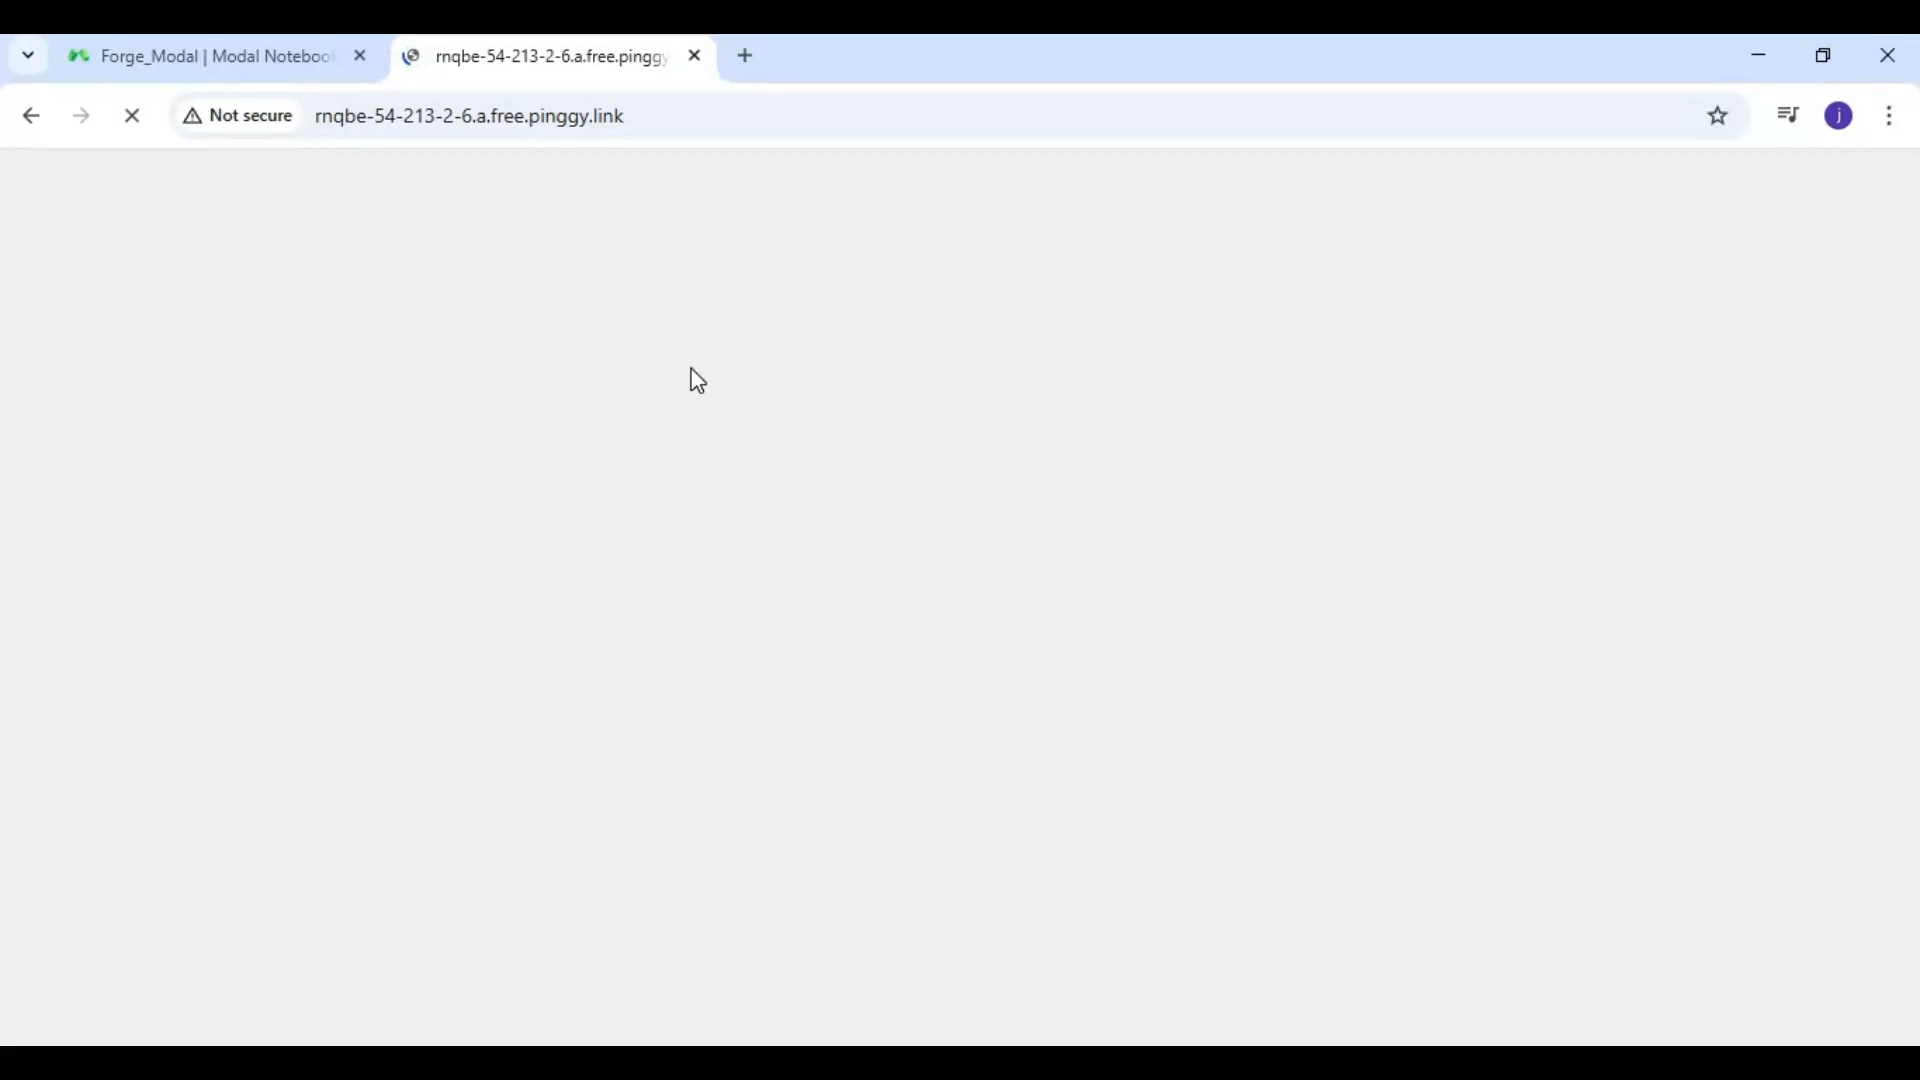 Forge_Modal | Modal Noteboo
rnqbe-54-213-2-6.a.free.pinggy
Not secure
rnqbe-54-213-2-6.a.free.pinggy.link
j